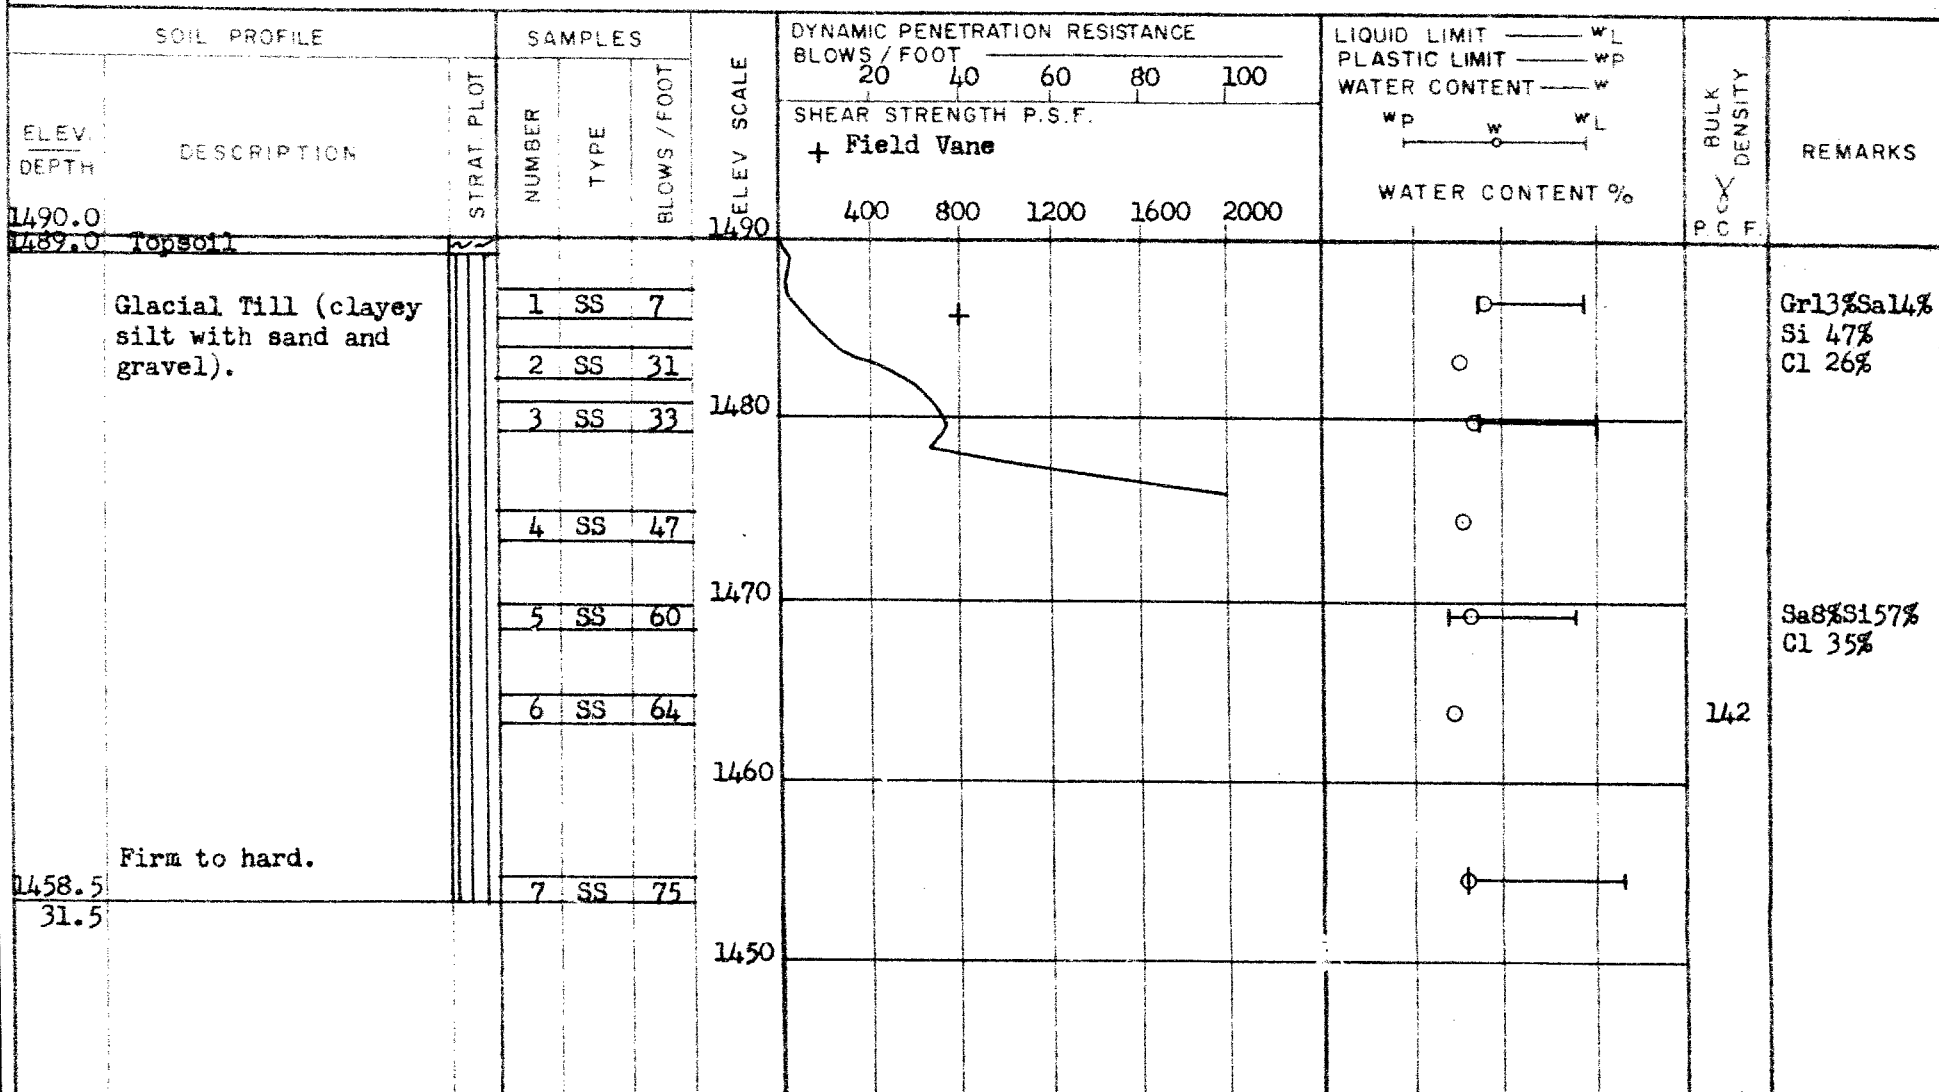 SOIL PROFILE
SAMPLES
ELEV SCALE
DYNAMIC PENETRATION RESISTANCE
BLOWS / FOOT
20 40 60 80 100
SHEAR STRENGTH P.S.F.
+ Field Vane
400 800 1200 1600 2000
LIQUID LIMIT wL
PLASTIC LIMIT wP
WATER CONTENT w
wP w wL
WATER CONTENT %
BULK DENSITY
P.C.F.
REMARKS
ELEV.
DEPTH
DESCRIPTION
STRAT. PLOT
NUMBER
TYPE
BLOWS / FOOT
1490.0
1489.0 Topsoil
1490
Glacial Till (clayey
silt with sand and
gravel).
1 SS 7
Gr13%Sa14%
Si 47%
Cl 26%
2 SS 31
1480
3 SS 33
4 SS 47
1470
5 SS 60
Sa8%Si57%
Cl 35%
6 SS 64
142
1460
Firm to hard.
1458.5
31.5
7 SS 75
1450